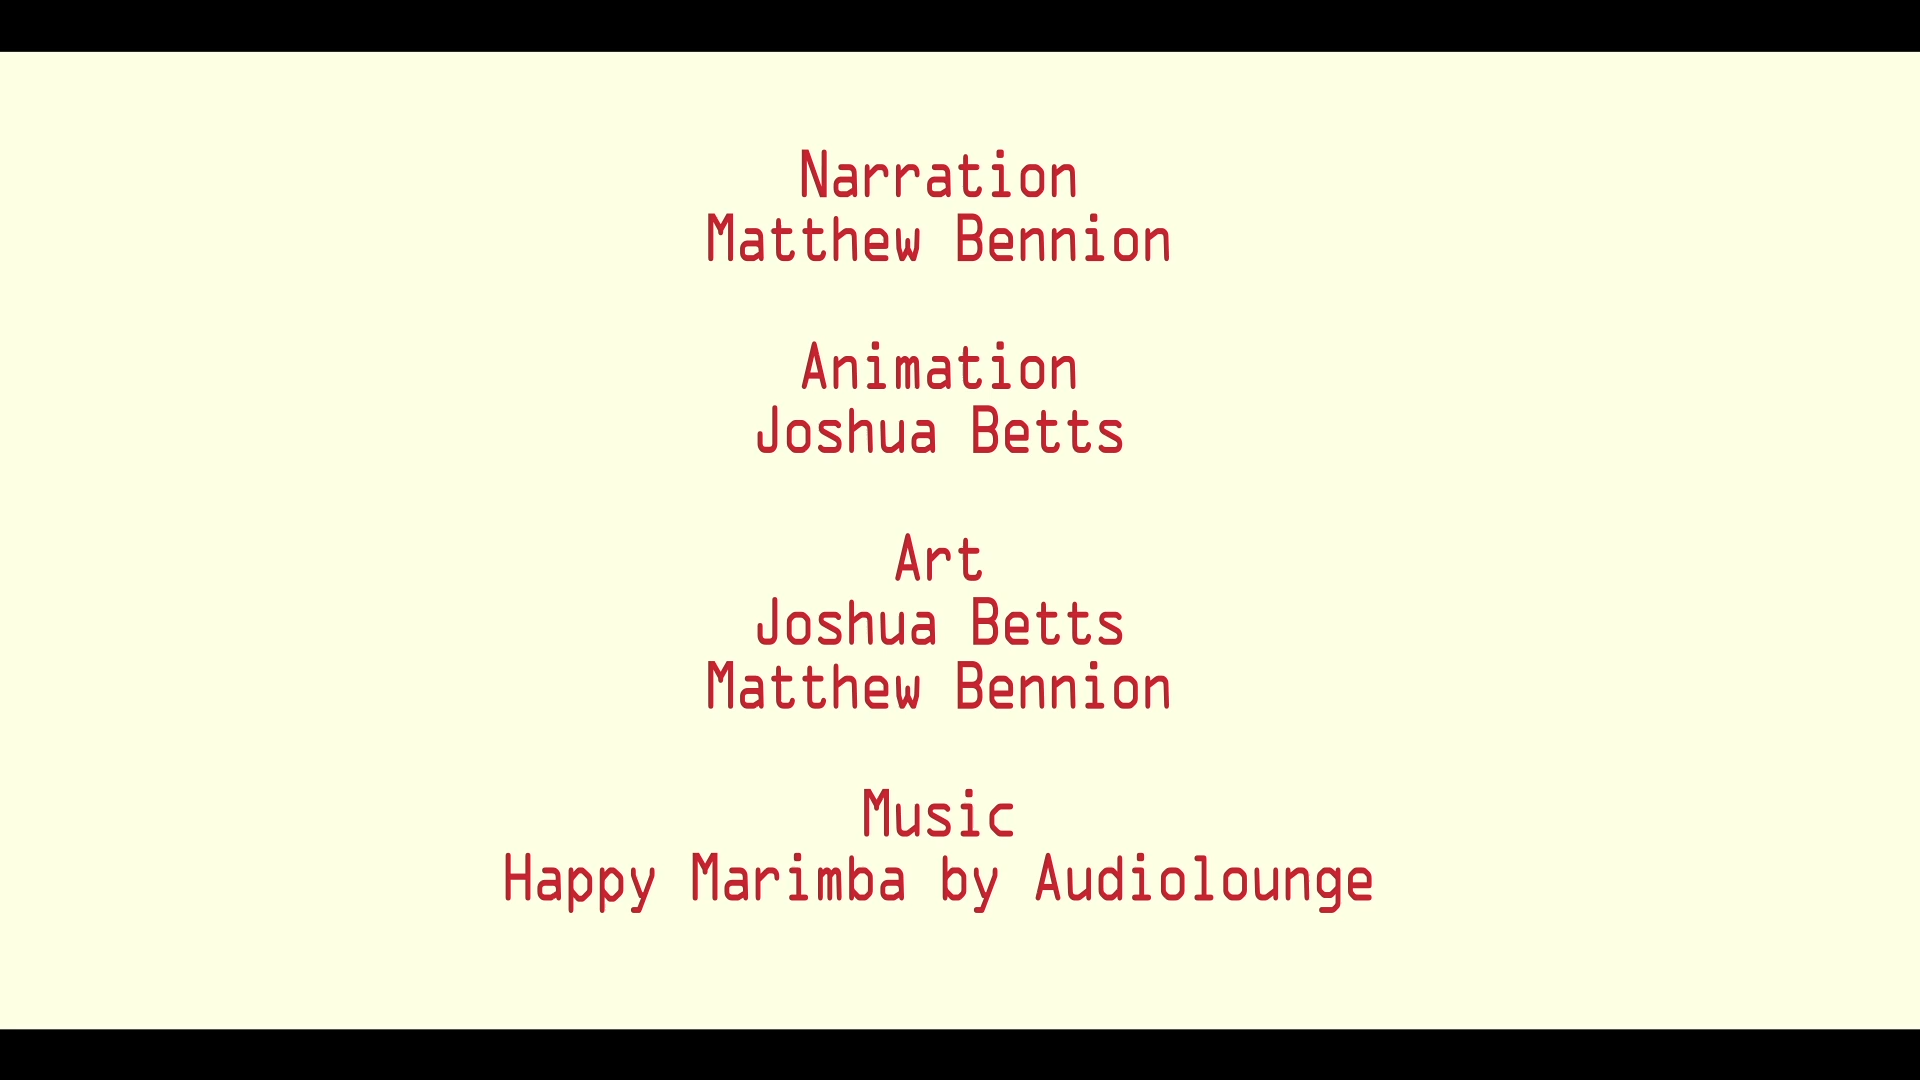 Narration
Matthew Bennion
Animation
Joshua Betts
Art
Joshua Betts
Matthew Bennion
Music
Happy Marimba by Audiolounge